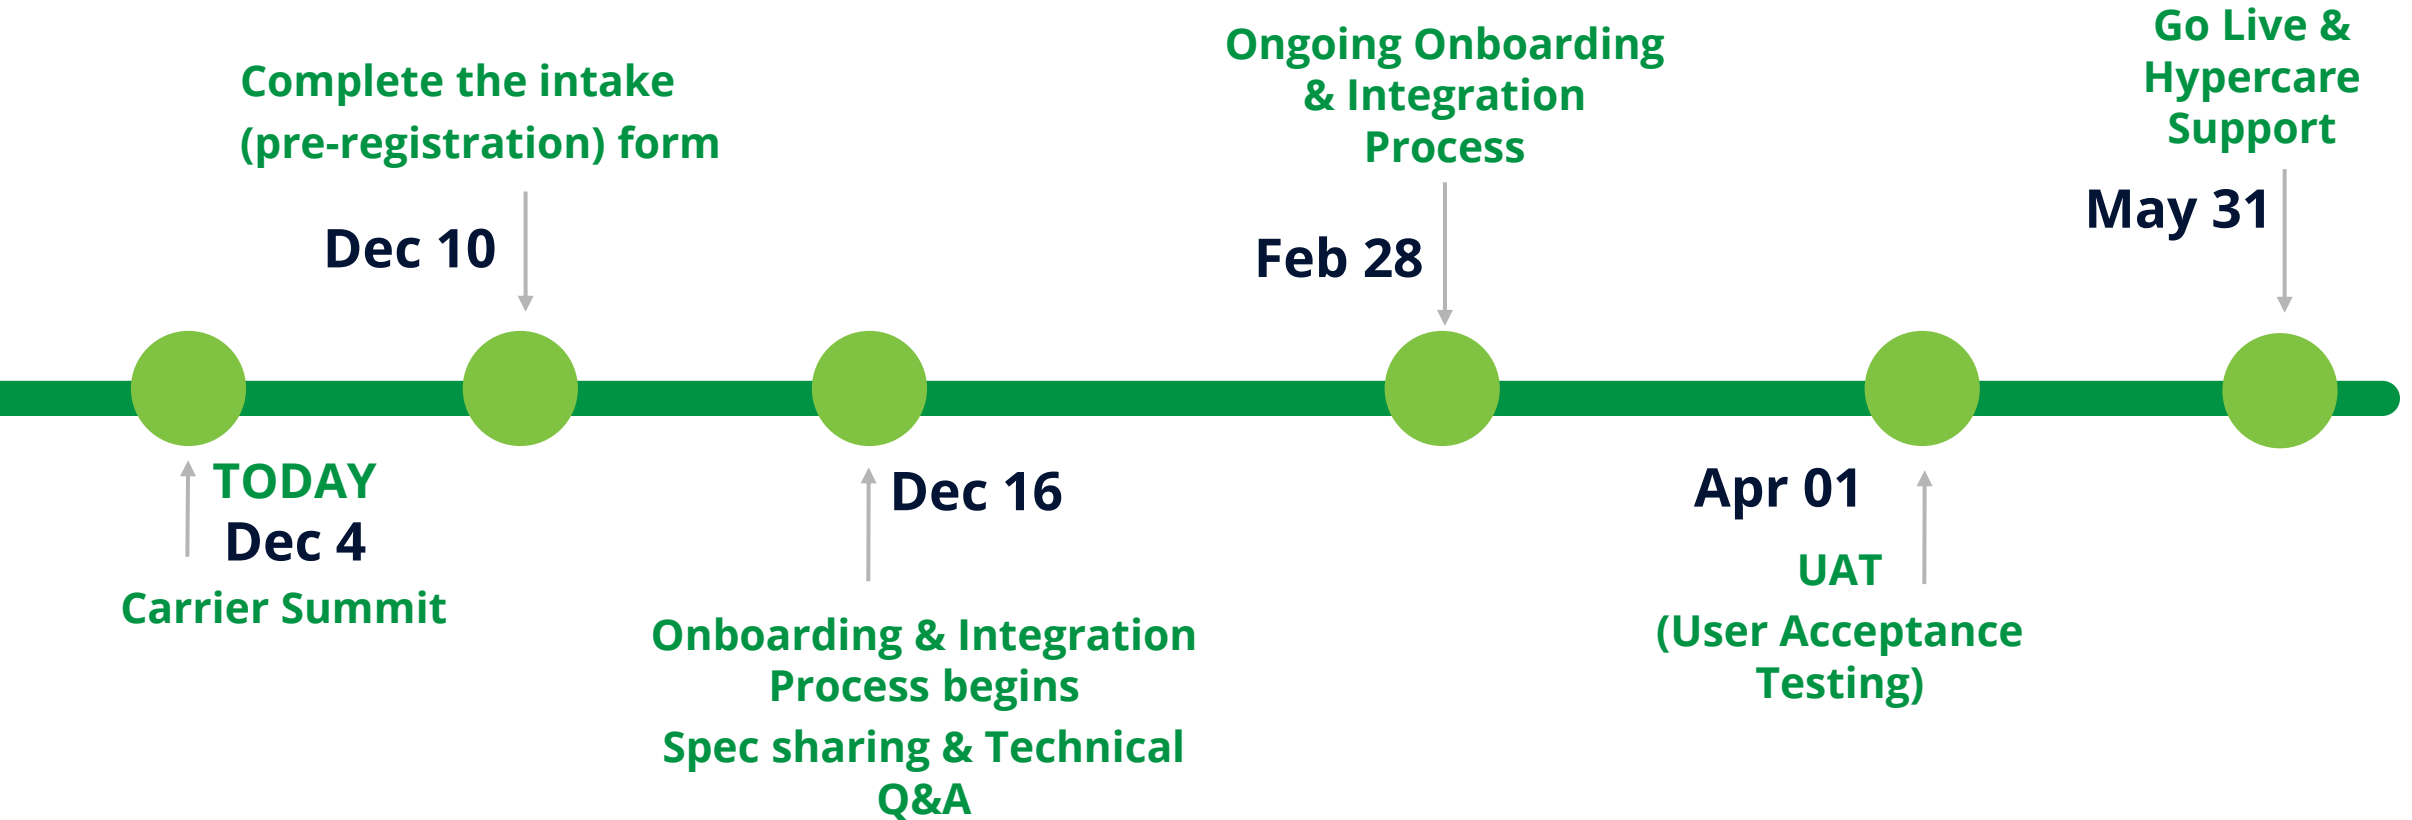 Complete the intake
(pre-registration) form
Dec 10
Ongoing Onboarding
& Integration
Process
Feb 28
Go Live &
Hypercare
Support
May 31
TODAY
Dec 4
Carrier Summit
Dec 16
Onboarding & Integration
Process begins
Spec sharing & Technical
Q&A
Apr 01
UAT
(User Acceptance
Testing)